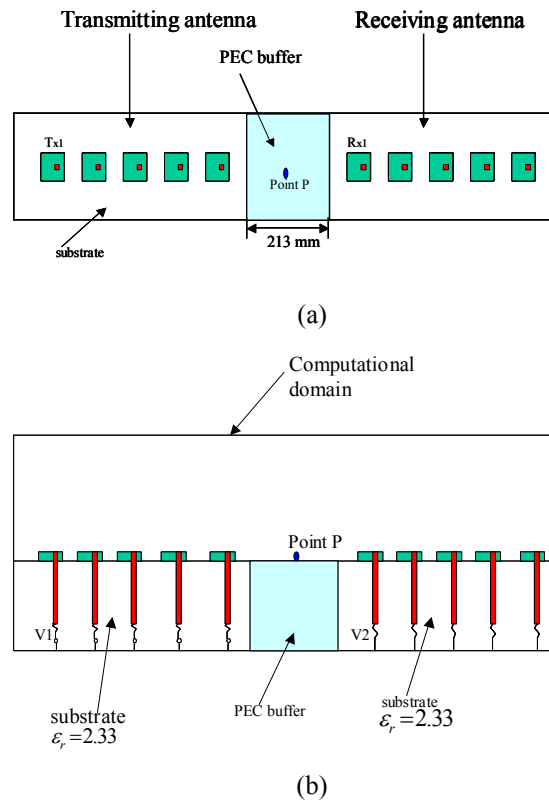 Transmitting antenna
Receiving antenna
PEC buffer
Tx1
Rx1
Point P
substrate
213 mm
(a)
Computational
domain
Point P
V1
V2
substrate
εr=2.33
PEC buffer
substrate
εr=2.33
(b)